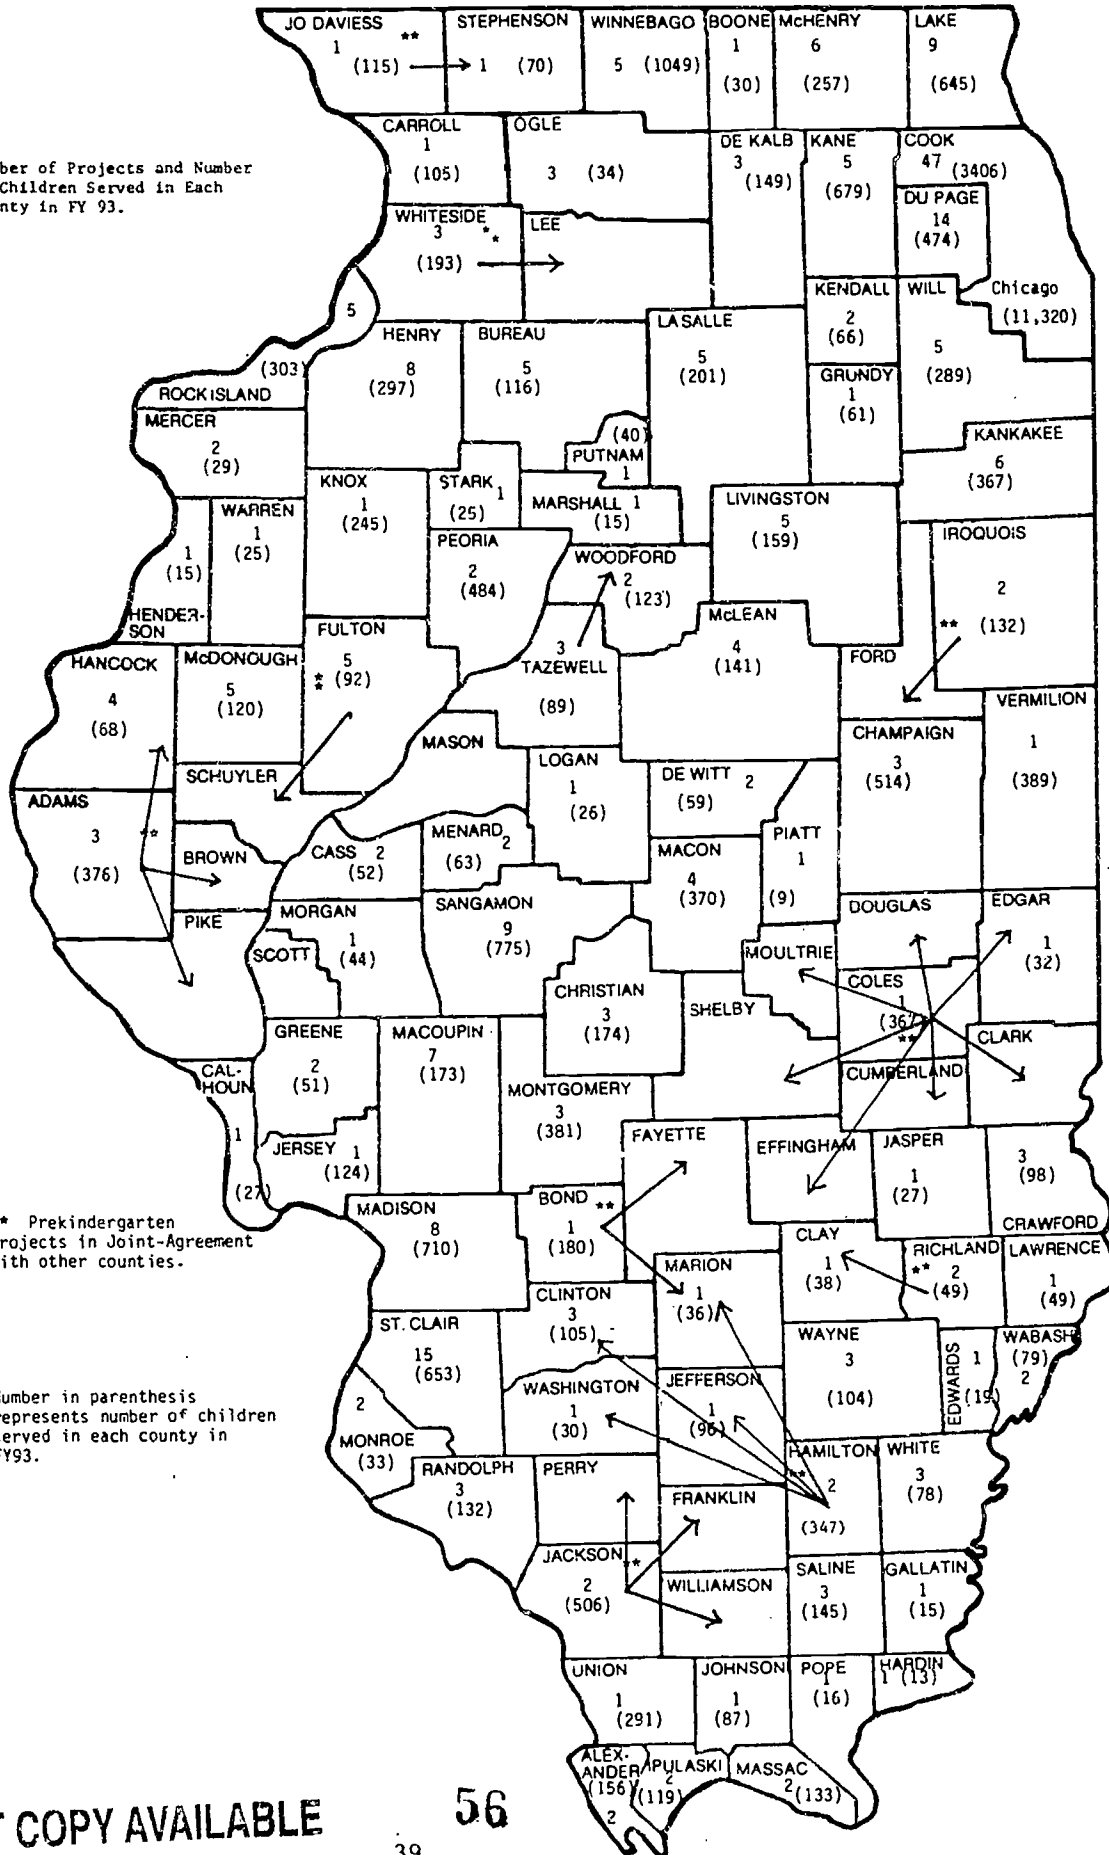 JO DAVIESS
1
**
(115)
STEPHENSON
1 (70)
WINNEBAGO
5 (1049)
BOONE
1
(30)
McHENRY
6
(257)
LAKE
9
(645)
CARROLL
1
(105)
OGLE
3 (34)
DE KALB
3
(149)
KANE
5
(679)
COOK
47
(3406)
DU PAGE
14
(474)
ber of Projects and Number
Children Served in Each
nty in FY 93.
WHITESIDE
3
**
(193)
LEE
KENDALL
2
(66)
WILL
5
(289)
Chicago
(11,320)
5
(303)
ROCK ISLAND
HENRY
8
(297)
BUREAU
5
(116)
LA SALLE
5
(201)
GRUNDY
1
(61)
MERCER
2
(29)
(40)
PUTNAM
1
KANKAKEE
6
(367)
KNOX
1
(245)
STARK
1
(25)
MARSHALL 1
(15)
LIVINGSTON
5
(159)
WARREN
1
(25)
1
(15)
HENDER-
SON
PEORIA
2
(484)
WOODFORD
2
(123)
IROQUOIS
2
**
(132)
FULTON
5
**
(92)
3
TAZEWELL
(89)
McLEAN
4
(141)
FORD
HANCOCK
4
(68)
McDONOUGH
5
(120)
VERMILION
1
(389)
MASON
LOGAN
1
(26)
DE WITT 2
(59)
CHAMPAIGN
3
(514)
SCHUYLER
ADAMS
3
**
(376)
BROWN
CASS 2
(52)
MENARD 2
(63)
MACON
4
(370)
PIATT
1
(9)
PIKE
MORGAN
1
(44)
SCOTT
SANGAMON
9
(775)
DOUGLAS
EDGAR
1
(32)
MOULTRIE
COLES
1
(367)
**
CHRISTIAN
3
(174)
SHELBY
CLARK
CUMBERLAND
GREENE
2
(51)
MACOUPIN
7
(173)
CAL-
HOUN
1
(27)
MONTGOMERY
3
(381)
JERSEY 1
(124)
FAYETTE
EFFINGHAM
JASPER
1
(27)
3
(98)
CRAWFORD
MADISON
8
(710)
BOND
**
1
(180)
CLAY
1
(38)
RICHLAND
**
2
(49)
LAWRENCE
1
(49)
* Prekindergarten
rojects in Joint-Agreement
ith other counties.
MARION
1
(36)
CLINTON
3
(105)
ST. CLAIR
15
(653)
WAYNE
3
(104)
EDWARDS
1
(19)
WABASH
(79)
2
WASHINGTON
1
(30)
JEFFERSON
1
(96)
umber in parenthesis
epresents number of children
erved in each county in
FY93.
2
MONROE
(33)
RANDOLPH
3
(132)
PERRY
HAMILTON
**
2
(347)
WHITE
3
(78)
FRANKLIN
JACKSON
**
2
(506)
WILLIAMSON
SALINE
3
(145)
GALLATIN
1
(15)
UNION
1
(291)
JOHNSON
1
(87)
POPE
1
(16)
HARDIN
1 (13)
ALEX-
ANDER
(156)
2
PULASKI
2
(119)
MASSAC
2 (133)
T COPY AVAILABLE
56
39